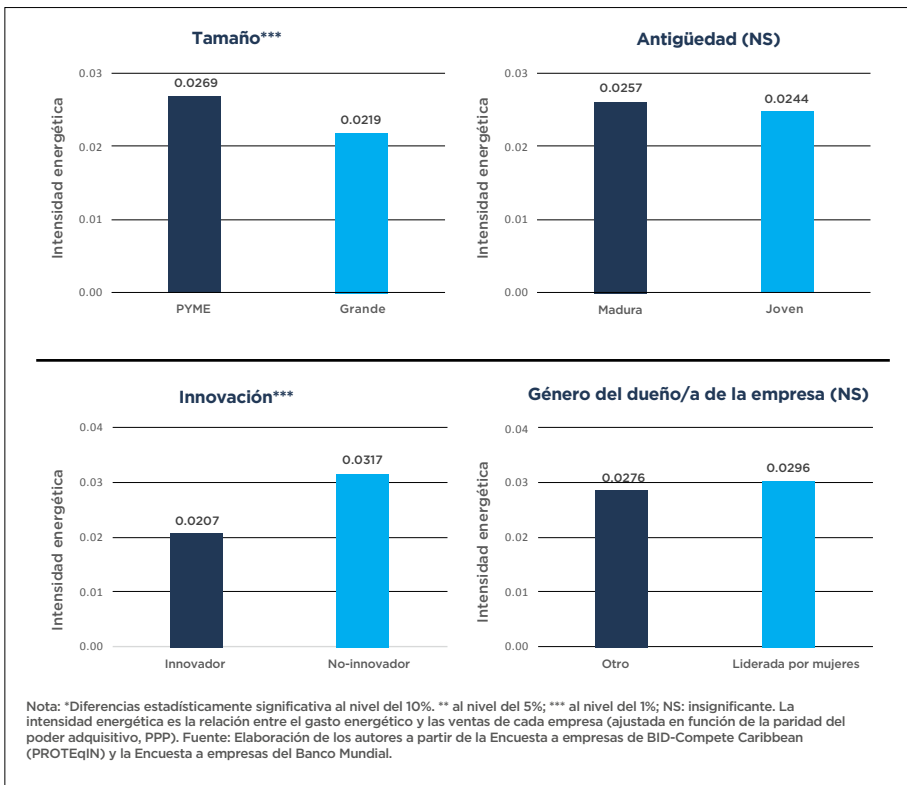 Tamaño***
Intensidad energética
0.03
0.02
0.01
0.00
0.0269
0.0219
PYME
Grande
Antigüedad (NS)
Intensidad energética
0.03
0.02
0.01
0.00
0.0257
0.0244
Madura
Joven
Innovación***
Intensidad energética
0.04
0.03
0.02
0.01
0.00
0.0207
0.0317
Innovador
No-innovador
Género del dueño/a de la empresa (NS)
Intensidad energética
0.04
0.03
0.02
0.01
0.00
0.0276
0.0296
Otro
Liderada por mujeres
Nota: *Diferencias estadísticamente significativa al nivel del 10%. ** al nivel del 5%; *** al nivel del 1%; NS: insignificante. La
intensidad energética es la relación entre el gasto energético y las ventas de cada empresa (ajustada en función de la paridad del
poder adquisitivo, PPP). Fuente: Elaboración de los autores a partir de la Encuesta a empresas de BID-Compete Caribbean
(PROTEqIN) y la Encuesta a empresas del Banco Mundial.